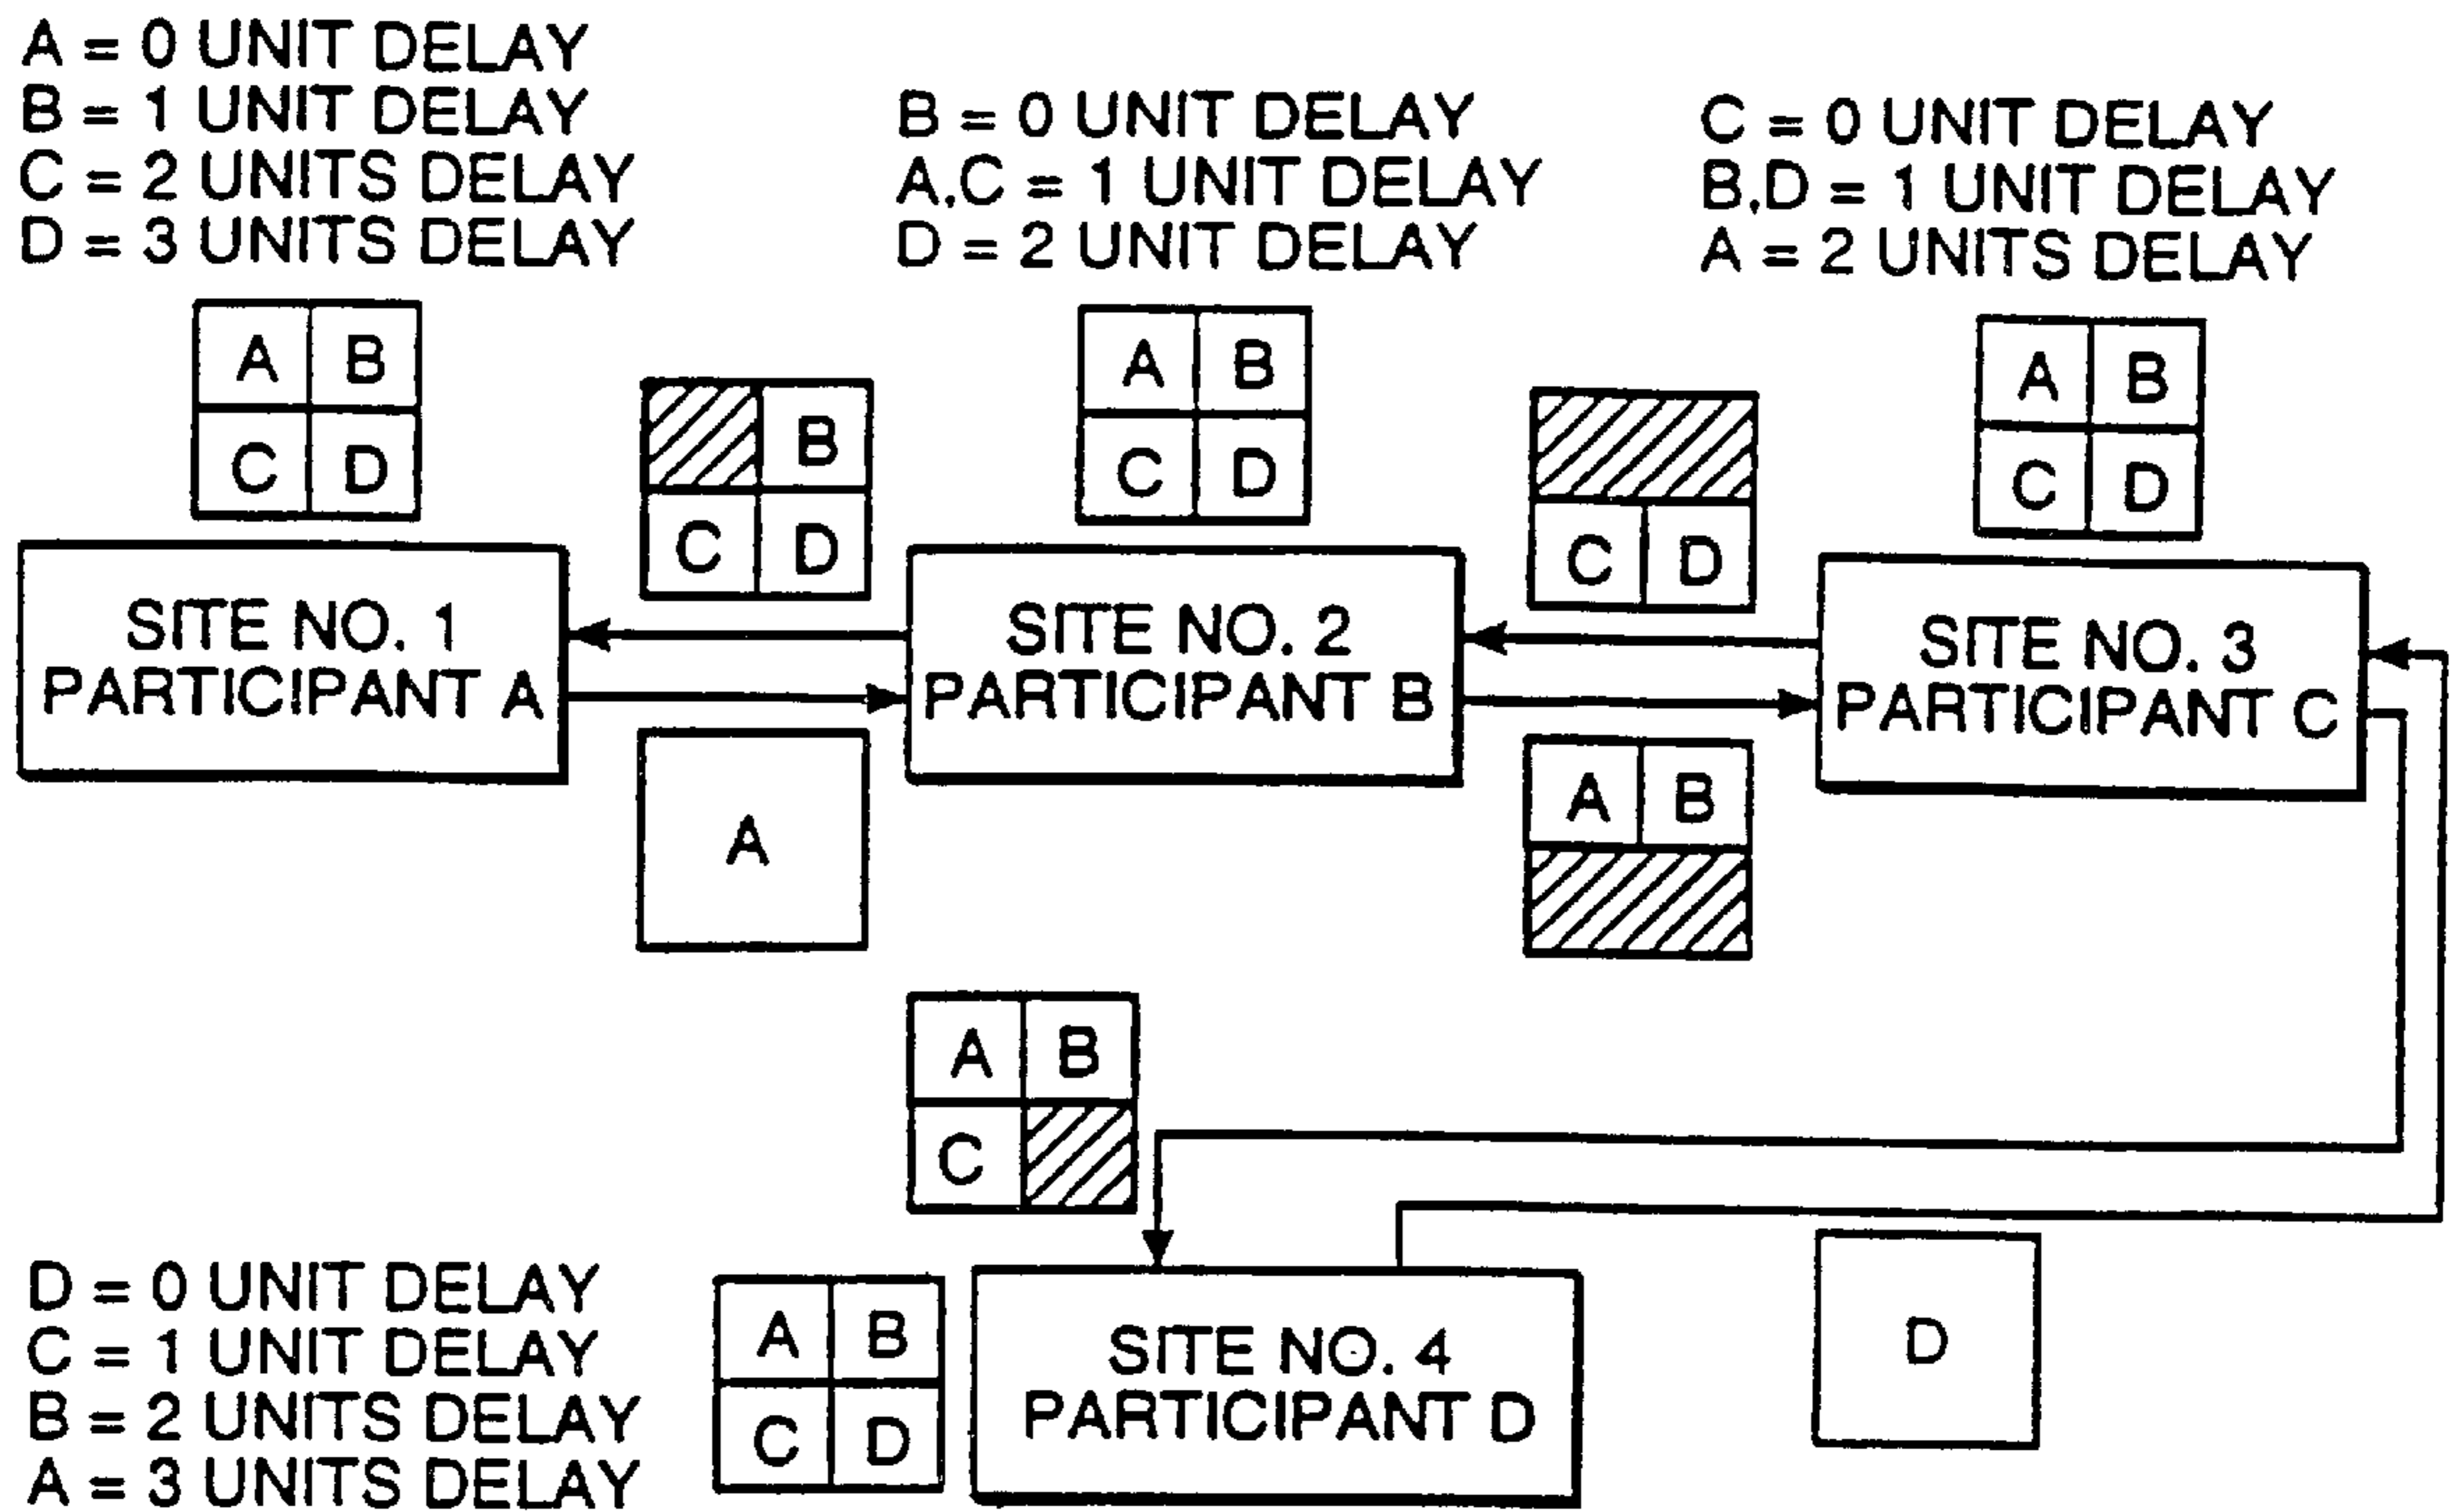 A = 0 UNIT DELAY
B = 1 UNIT DELAY
C = 2 UNITS DELAY
D = 3 UNITS DELAY
B = 0 UNIT DELAY
A,C = 1 UNIT DELAY
D = 2 UNIT DELAY
C = 0 UNIT DELAY
B,D = 1 UNIT DELAY
A = 2 UNITS DELAY
A B
C D
B
C D
A B
C D
C D
A B
C D
SITE NO. 1
PARTICIPANT A
SITE NO. 2
PARTICIPANT B
SITE NO. 3
PARTICIPANT C
A
A B
A B
C
D = 0 UNIT DELAY
C = 1 UNIT DELAY
B = 2 UNITS DELAY
A = 3 UNITS DELAY
A B
C D
SITE NO. 4
PARTICIPANT D
D